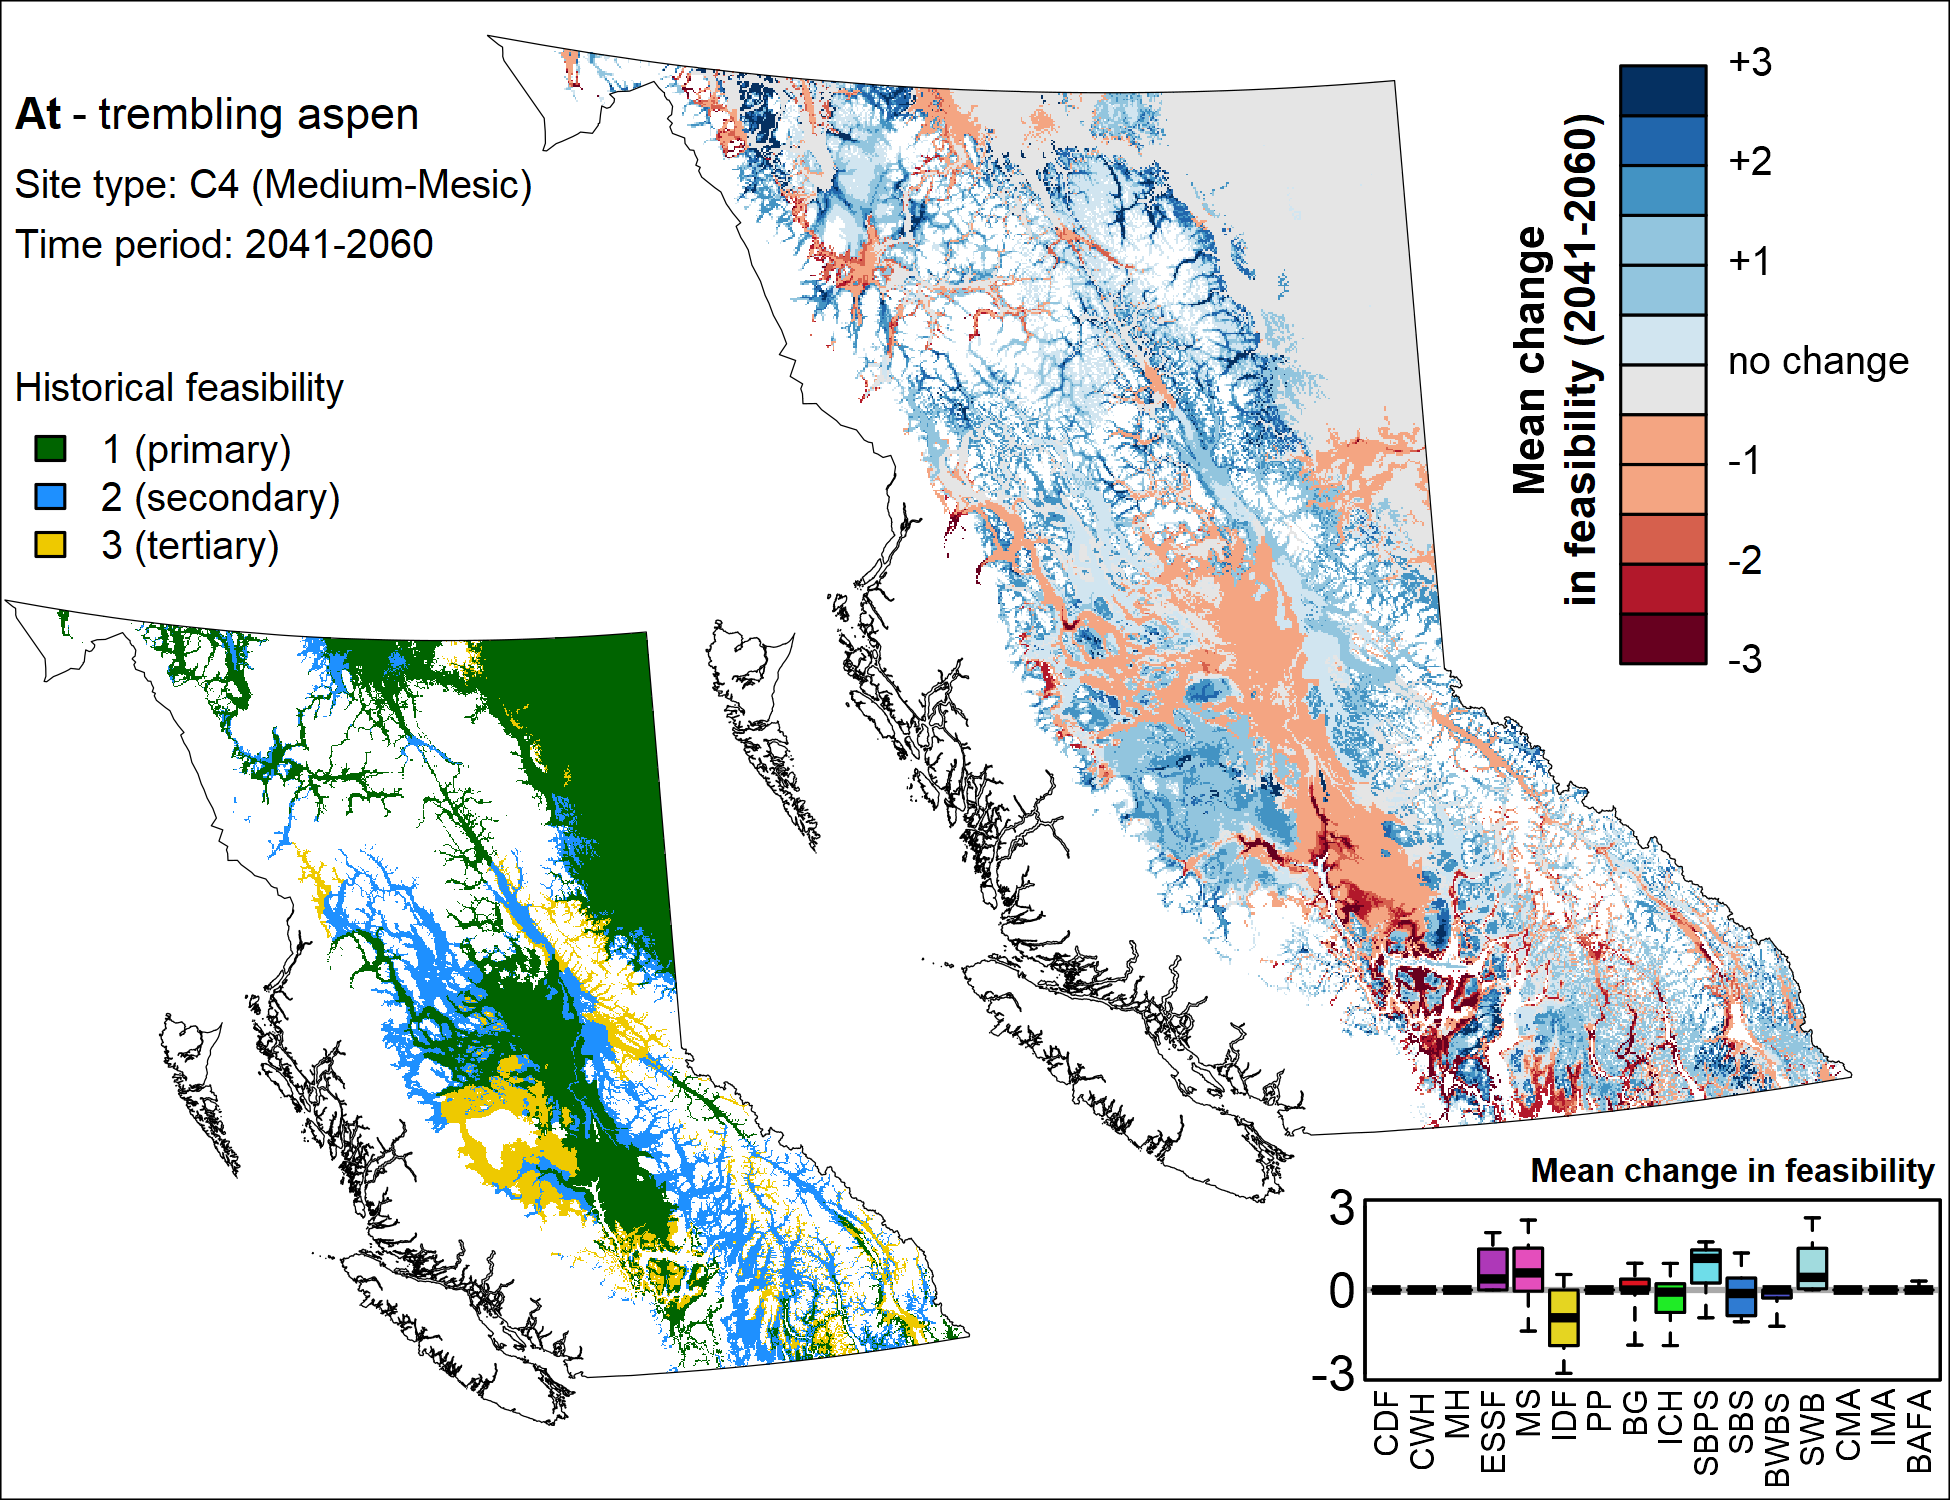 At - trembling aspen
Site type: C4 (Medium-Mesic)
Time period: 2041-2060
Historical feasibility
1 (primary)
2 (secondary)
3 (tertiary)
Mean change
in feasibility (2041-2060)
+3
+2
+1
no change
-1
-2
-3
Mean change in feasibility
3
0
-3
CDF
CWH
MH
ESSF
MS
IDF
PP
BG
ICH
SBPS
SBS
BWBS
SWB
CMA
IMA
BAFA